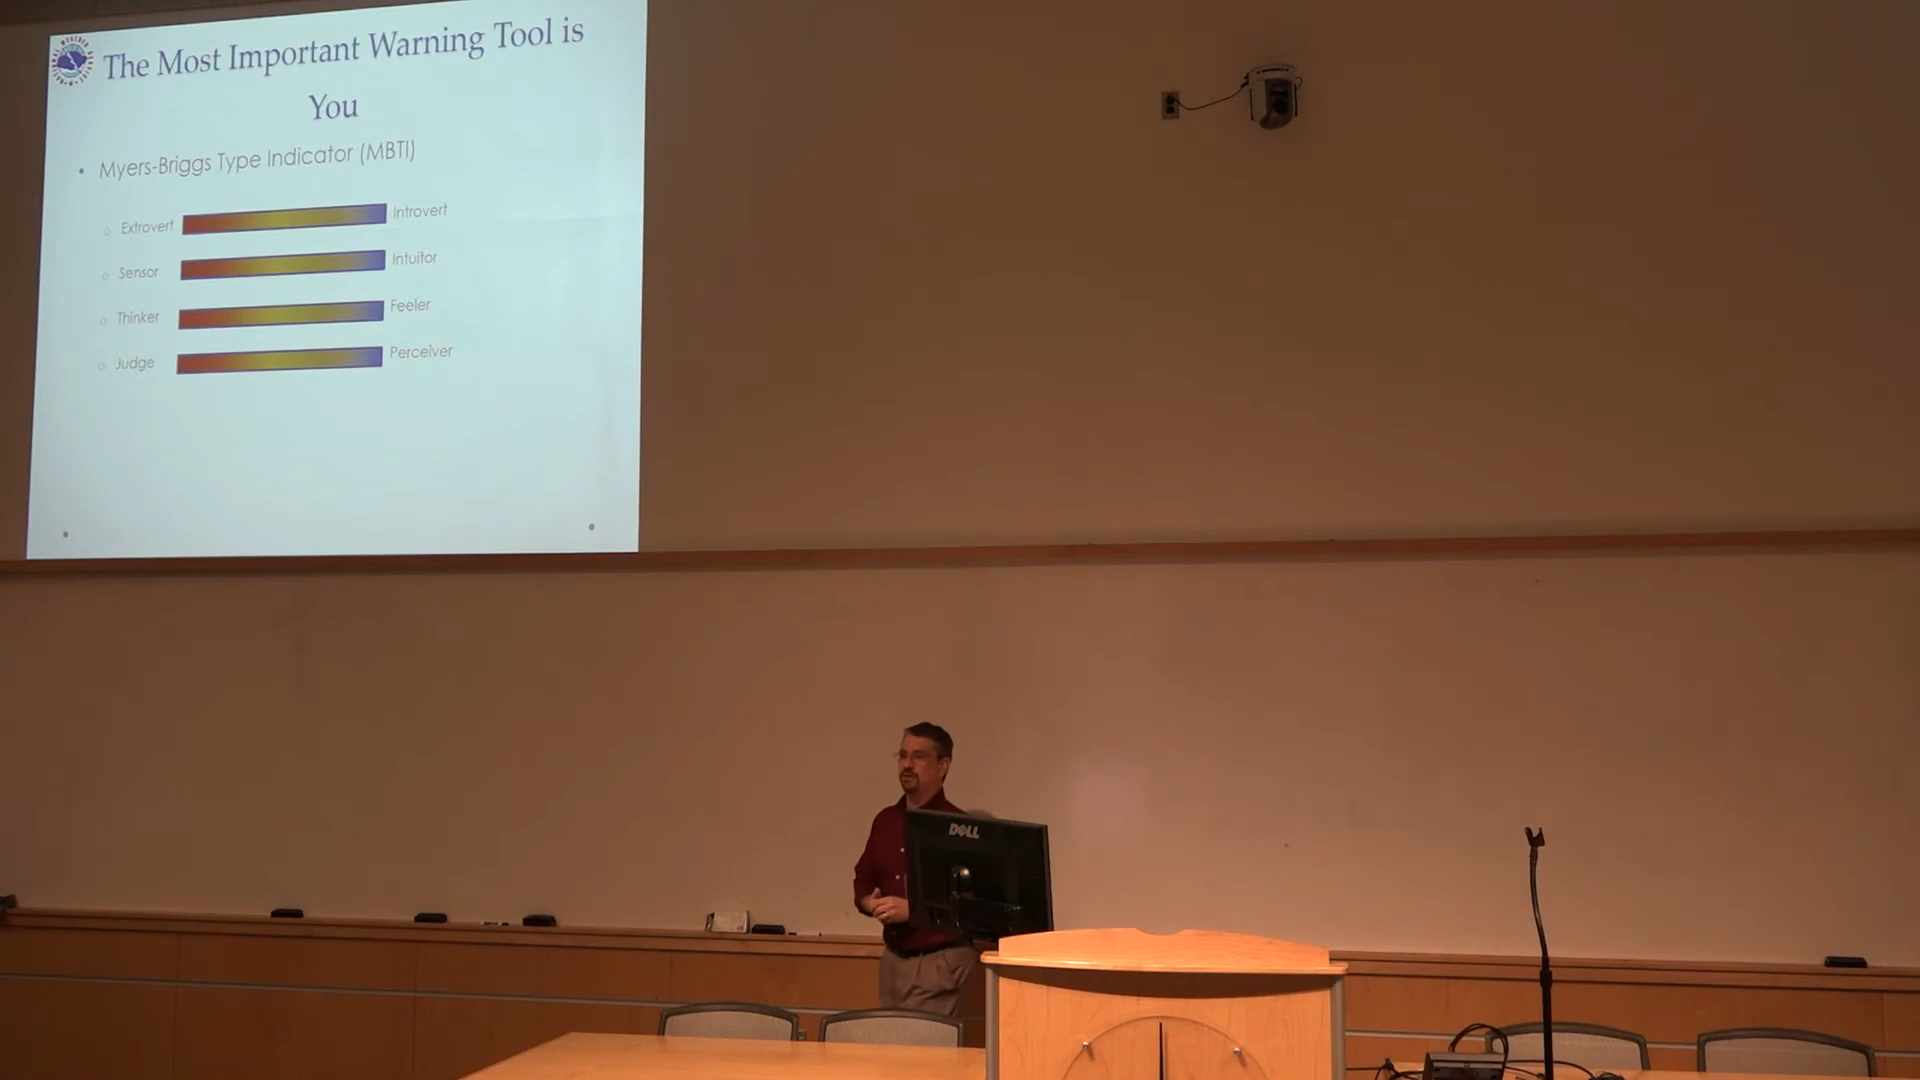 The Most Important Warning Tool is
You
• Myers-Briggs Type Indicator (MBTI)
Extrovert Introvert
Sensor Intuitor
Thinker Feeler
Judge Perceiver
DELL